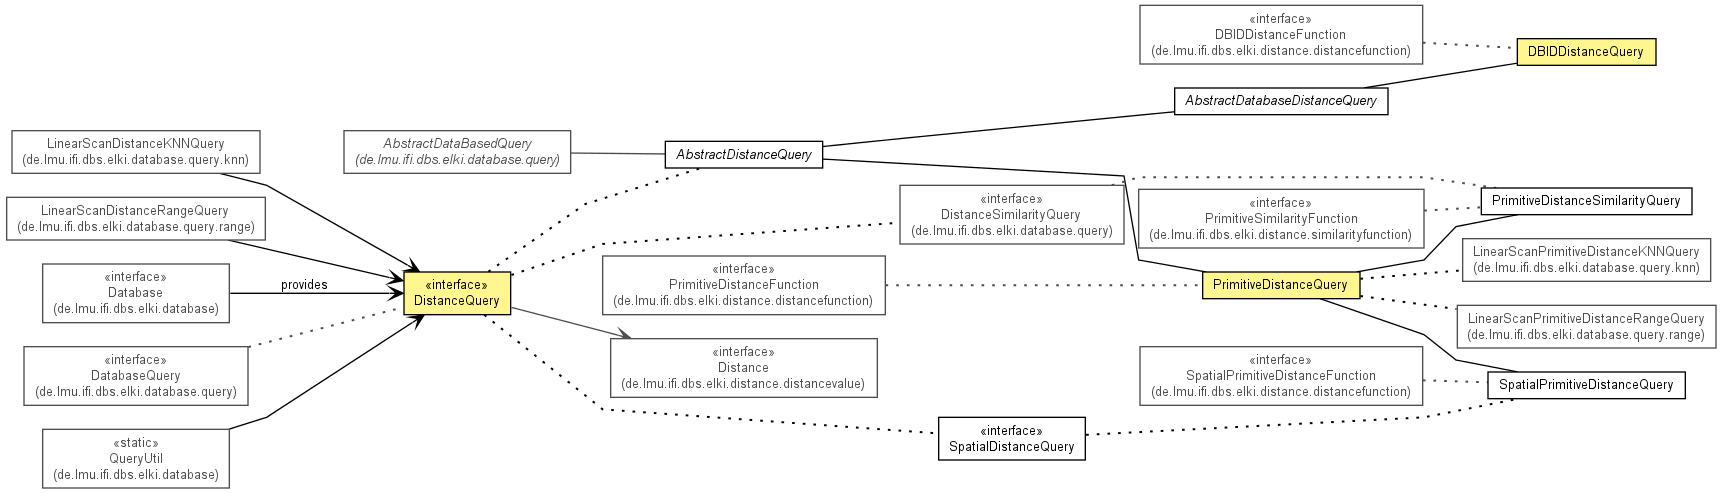 «interface»
DBIDDistanceFunction
(de.lmu.ifi.dbs.elki.distance.distancefunction)
DBIDDistanceQuery
AbstractDatabaseDistanceQuery
LinearScanDistanceKNNQuery
(de.lmu.ifi.dbs.elki.database.query.knn)
AbstractDataBasedQuery
(de.lmu.ifi.dbs.elki.database.query)
AbstractDistanceQuery
LinearScanDistanceRangeQuery
(de.lmu.ifi.dbs.elki.database.query.range)
«interface»
DistanceSimilarityQuery
(de.lmu.ifi.dbs.elki.database.query)
«interface»
PrimitiveSimilarityFunction
(de.lmu.ifi.dbs.elki.distance.similarityfunction)
PrimitiveDistanceSimilarityQuery
«interface»
Database
(de.lmu.ifi.dbs.elki.database)
provides
«interface»
DistanceQuery
«interface»
PrimitiveDistanceFunction
(de.lmu.ifi.dbs.elki.distance.distancefunction)
PrimitiveDistanceQuery
LinearScanPrimitiveDistanceKNNQuery
(de.lmu.ifi.dbs.elki.database.query.knn)
LinearScanPrimitiveDistanceRangeQuery
(de.lmu.ifi.dbs.elki.database.query.range)
«interface»
DatabaseQuery
(de.lmu.ifi.dbs.elki.database.query)
«interface»
Distance
(de.lmu.ifi.dbs.elki.distance.distancevalue)
«interface»
SpatialPrimitiveDistanceFunction
(de.lmu.ifi.dbs.elki.distance.distancefunction)
SpatialPrimitiveDistanceQuery
«static»
QueryUtil
(de.lmu.ifi.dbs.elki.database)
«interface»
SpatialDistanceQuery